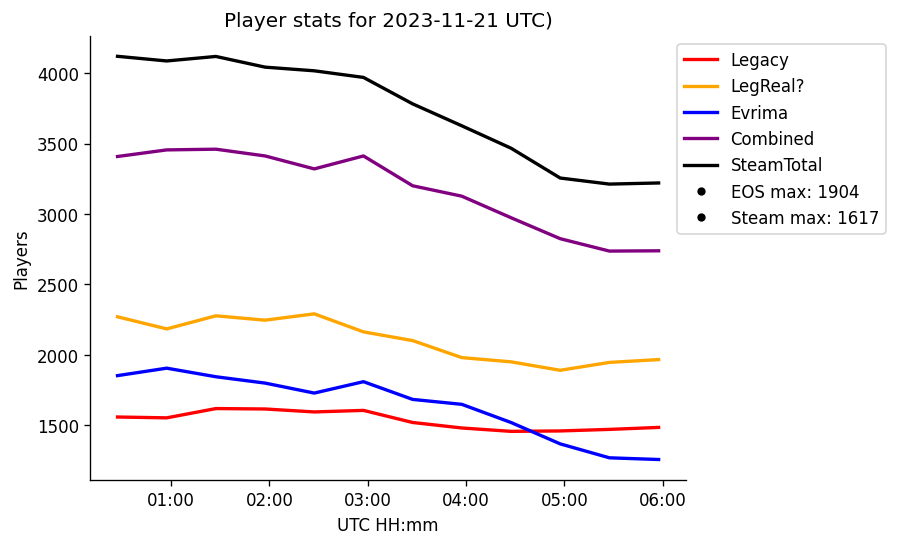 Player stats for 2023-11-21 UTC)
Legacy
LegReal?
Evrima
Combined
SteamTotal
EOS max: 1904
Steam max: 1617
Players
4000
3500
3000
2500
2000
1500
01:00 02:00 03:00 04:00 05:00 06:00
UTC HH:mm